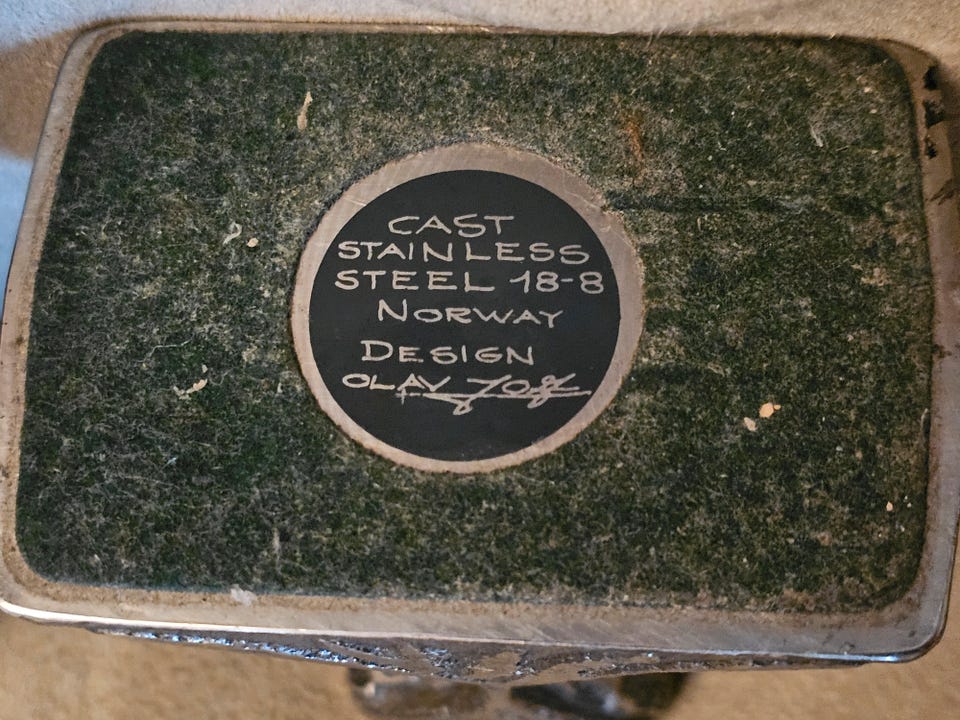 CAST
STAINLESS
STEEL 18-8
NORWAY
DESIGN
OLAV